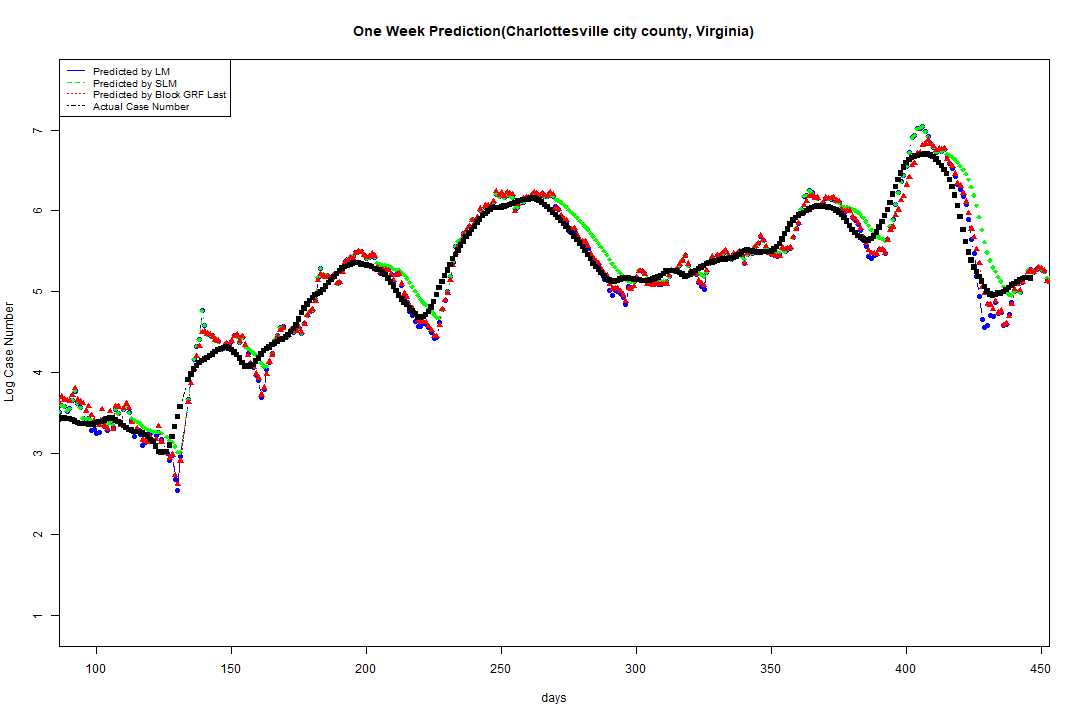 One Week Prediction(Charlottesville city county, Virginia)
Predicted by LM
Predicted by SLM
Predicted by Block GRF Last
Actual Case Number
7
6
5
4
3
2
1
Log Case Number
100 150 200 250 300 350 400 450
days